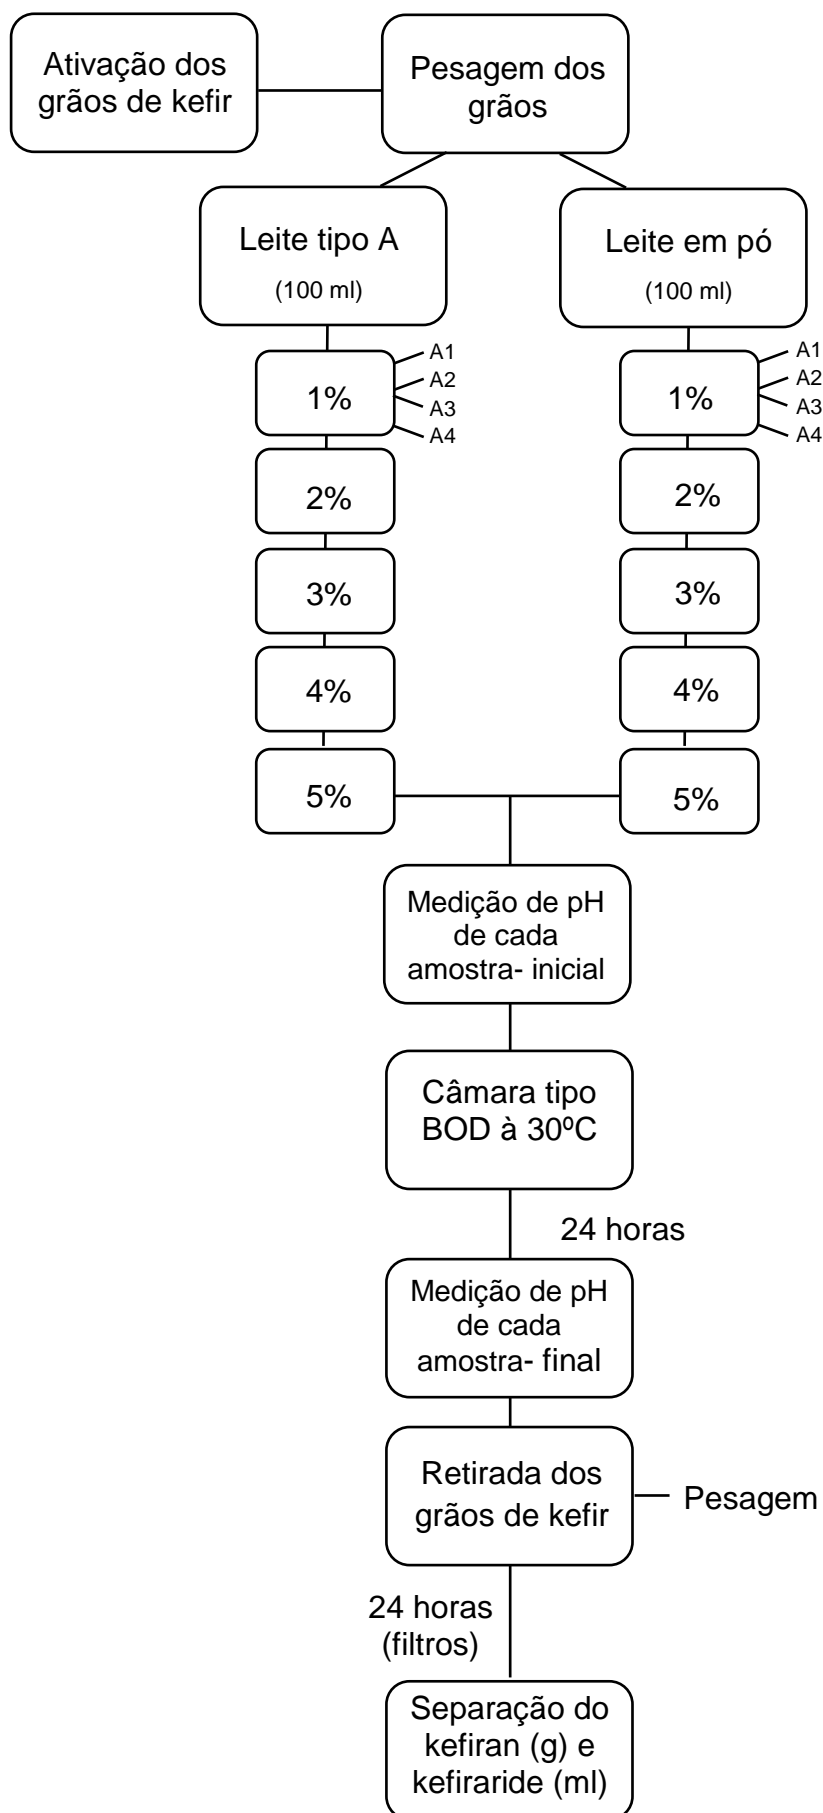 Ativação dos
grãos de kefir
Pesagem dos
grãos
Leite tipo A
(100 ml)
Leite em pó
(100 ml)
1%
A1
A2
A3
A4
1%
A1
A2
A3
A4
2%
2%
3%
3%
4%
4%
5%
5%
Medição de pH
de cada
amostra- inicial
Câmara tipo
BOD à 30ºC
24 horas
Medição de pH
de cada
amostra- final
Retirada dos
grãos de kefir
Pesagem
24 horas
(filtros)
Separação do
kefiran (g) e
kefiraride (ml)